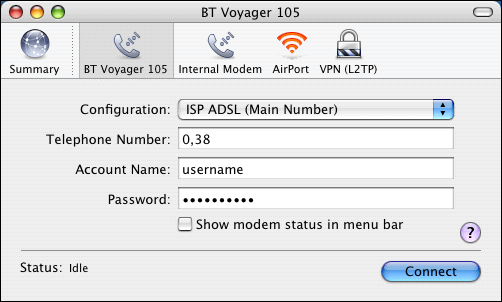 BT Voyager 105
Summary BT Voyager 105 Internal Modem AirPort VPN (L2TP)
Configuration: ISP ADSL (Main Number)
Telephone Number: 0,38
Account Name: username
Password: ••••••••••
Show modem status in menu bar
?
Status: Idle Connect